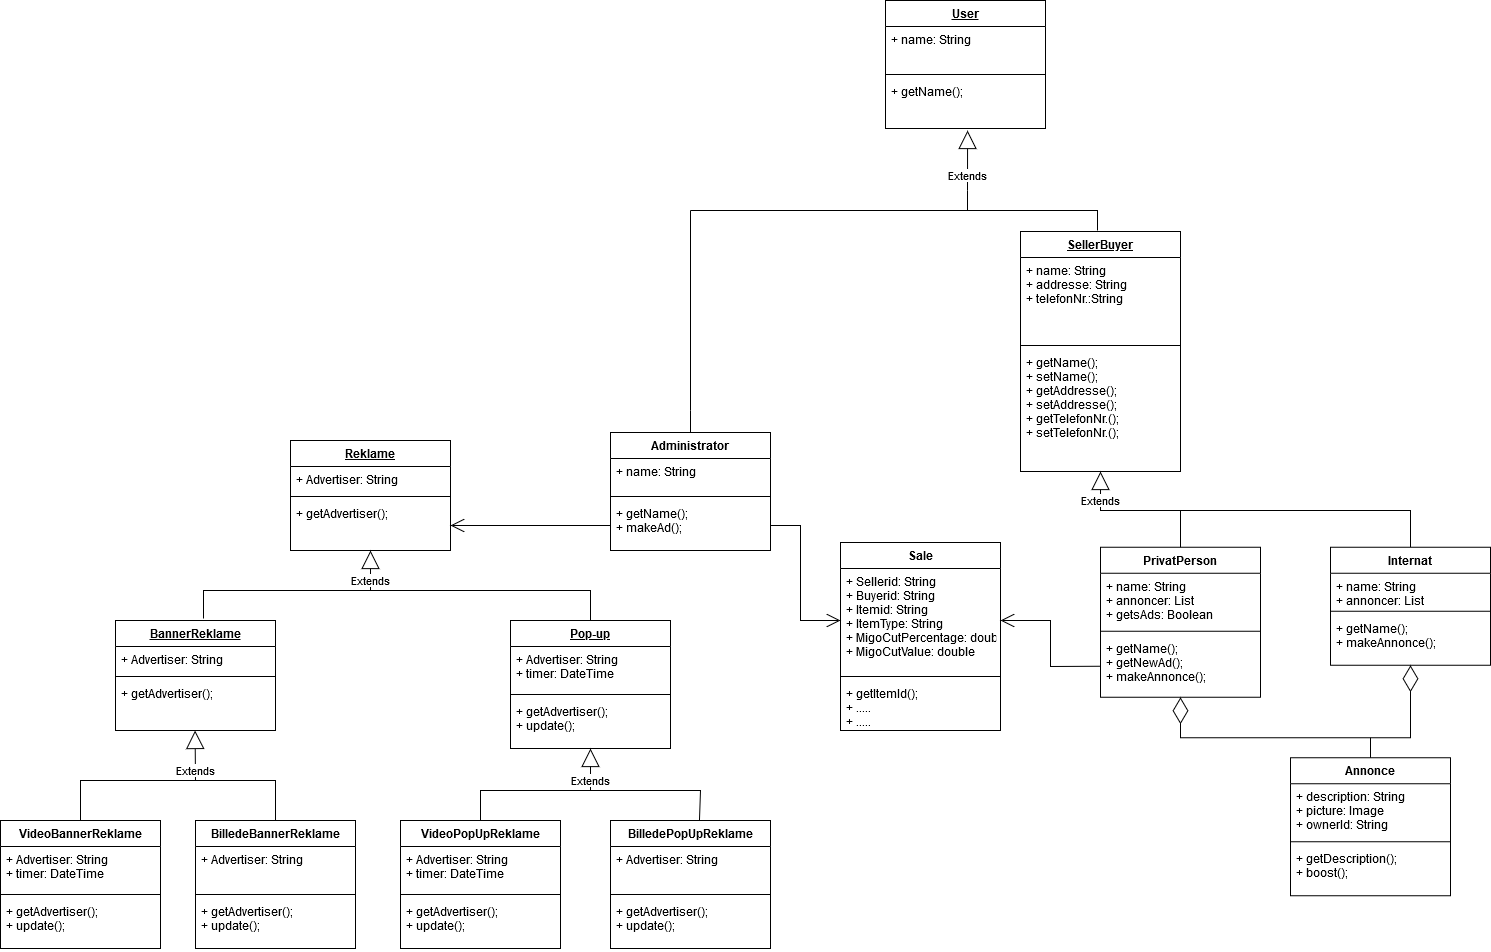 User
+ name: String
+ getName();
Extends
SellerBuyer
+ name: String
+ addresse: String
+ telefonNr.:String
+ getName();
+ setName();
+ getAddresse();
+ setAddresse();
+ getTelefonNr.();
+ setTelefonNr.();
Extends
Reklame
+ Advertiser: String
+ getAdvertiser();
Extends
Administrator
+ name: String
+ getName();
+ makeAd();
Sale
+ Sellerid: String
+ Buyerid: String
+ Itemid: String
+ ItemType: String
+ MigoCutPercentage: doub
+ MigoCutValue: double
+ getItemId();
+ .....
+ .....
PrivatPerson
+ name: String
+ annoncer: List
+ getsAds: Boolean
+ getName();
+ getNewAd();
+ makeAnnonce();
Internat
+ name: String
+ annoncer: List
+ getName();
+ makeAnnonce();
BannerReklame
+ Advertiser: String
+ getAdvertiser();
Extends
Pop-up
+ Advertiser: String
+ timer: DateTime
+ getAdvertiser();
+ update();
Extends
Annonce
+ description: String
+ picture: Image
+ ownerId: String
+ getDescription();
+ boost();
VideoBannerReklame
+ Advertiser: String
+ timer: DateTime
+ getAdvertiser();
+ update();
BilledeBannerReklame
+ Advertiser: String
+ getAdvertiser();
+ update();
VideoPopUpReklame
+ Advertiser: String
+ timer: DateTime
+ getAdvertiser();
+ update();
BilledePopUpReklame
+ Advertiser: String
+ getAdvertiser();
+ update();